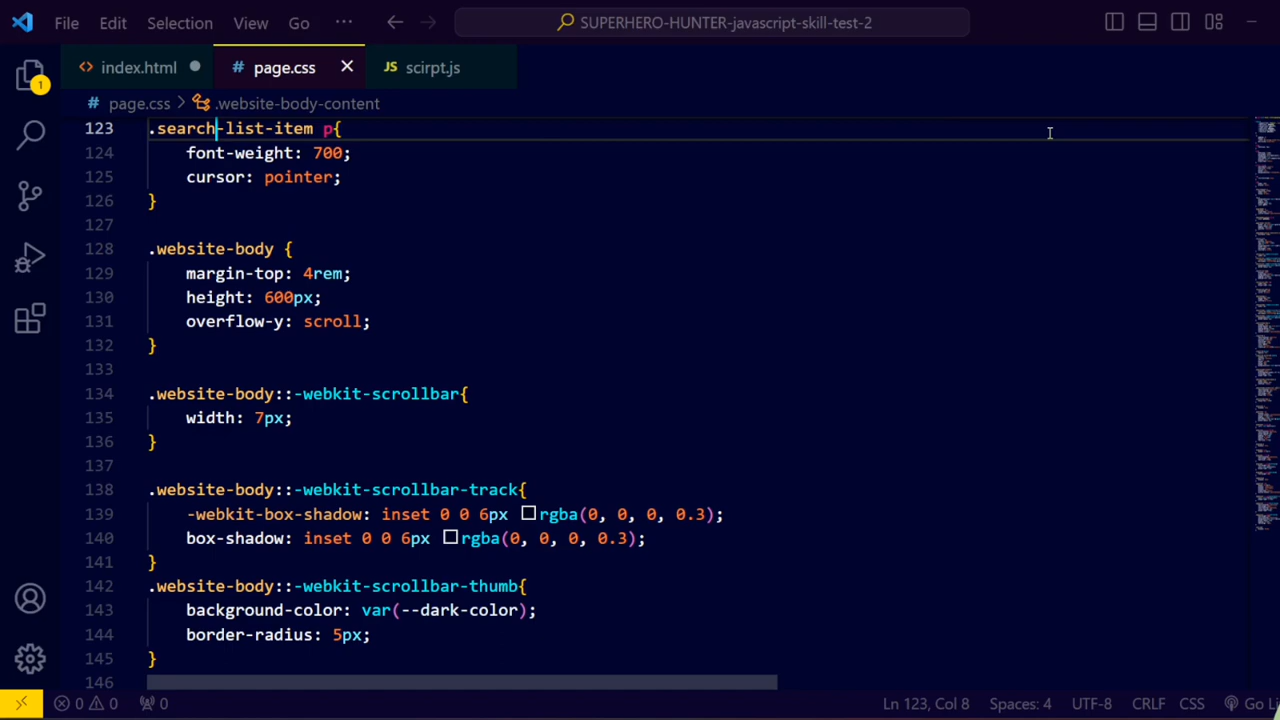 File Edit Selection View Go ··· SUPERHERO-HUNTER-javascript-skill-test-2
index.html # page.css JS scirpt.js
1
# page.css > .website-body-content
123 .search-list-item p{
124 font-weight: 700;
125 cursor: pointer;
126 }
127
128 .website-body {
129 margin-top: 4rem;
130 height: 600px;
131 overflow-y: scroll;
132 }
133
134 .website-body::-webkit-scrollbar{
135 width: 7px;
136 }
137
138 .website-body::-webkit-scrollbar-track{
139 -webkit-box-shadow: inset 0 0 6px rgba(0, 0, 0, 0.3);
140 box-shadow: inset 0 0 6px rgba(0, 0, 0, 0.3);
141 }
142 .website-body::-webkit-scrollbar-thumb{
143 background-color: var(--dark-color);
144 border-radius: 5px;
145 }
146
0 0 0 Ln 123, Col 8 Spaces: 4 UTF-8 CRLF CSS Go Li